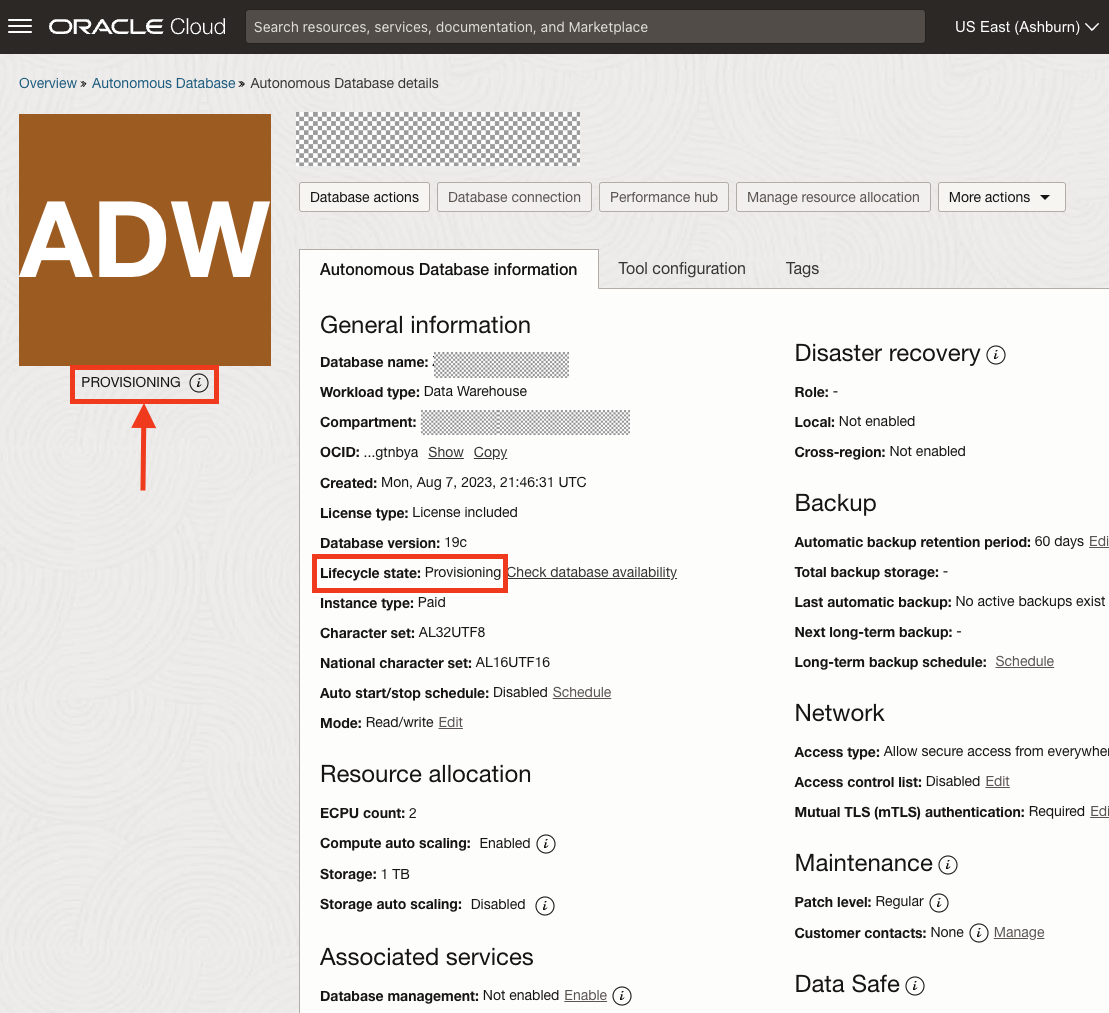 ORACLE Cloud
Search resources, services, documentation, and Marketplace
US East (Ashburn)
Overview » Autonomous Database » Autonomous Database details
ADW
PROVISIONING i
Database actions
Database connection
Performance hub
Manage resource allocation
More actions
Autonomous Database information
Tool configuration
Tags
General information
Database name:
Workload type: Data Warehouse
Compartment:
OCID: ...gtnbya Show Copy
Created: Mon, Aug 7, 2023, 21:46:31 UTC
License type: License included
Database version: 19c
Lifecycle state: Provisioning Check database availability
Instance type: Paid
Character set: AL32UTF8
National character set: AL16UTF16
Auto start/stop schedule: Disabled Schedule
Mode: Read/write Edit
Resource allocation
ECPU count: 2
Compute auto scaling: Enabled i
Storage: 1 TB
Storage auto scaling: Disabled i
Associated services
Database management: Not enabled Enable i
Disaster recovery i
Role: -
Local: Not enabled
Cross-region: Not enabled
Backup
Automatic backup retention period: 60 days Edi
Total backup storage: -
Last automatic backup: No active backups exist
Next long-term backup: -
Long-term backup schedule: Schedule
Network
Access type: Allow secure access from everywher
Access control list: Disabled Edit
Mutual TLS (mTLS) authentication: Required Edi
Maintenance i
Patch level: Regular i
Customer contacts: None i Manage
Data Safe i